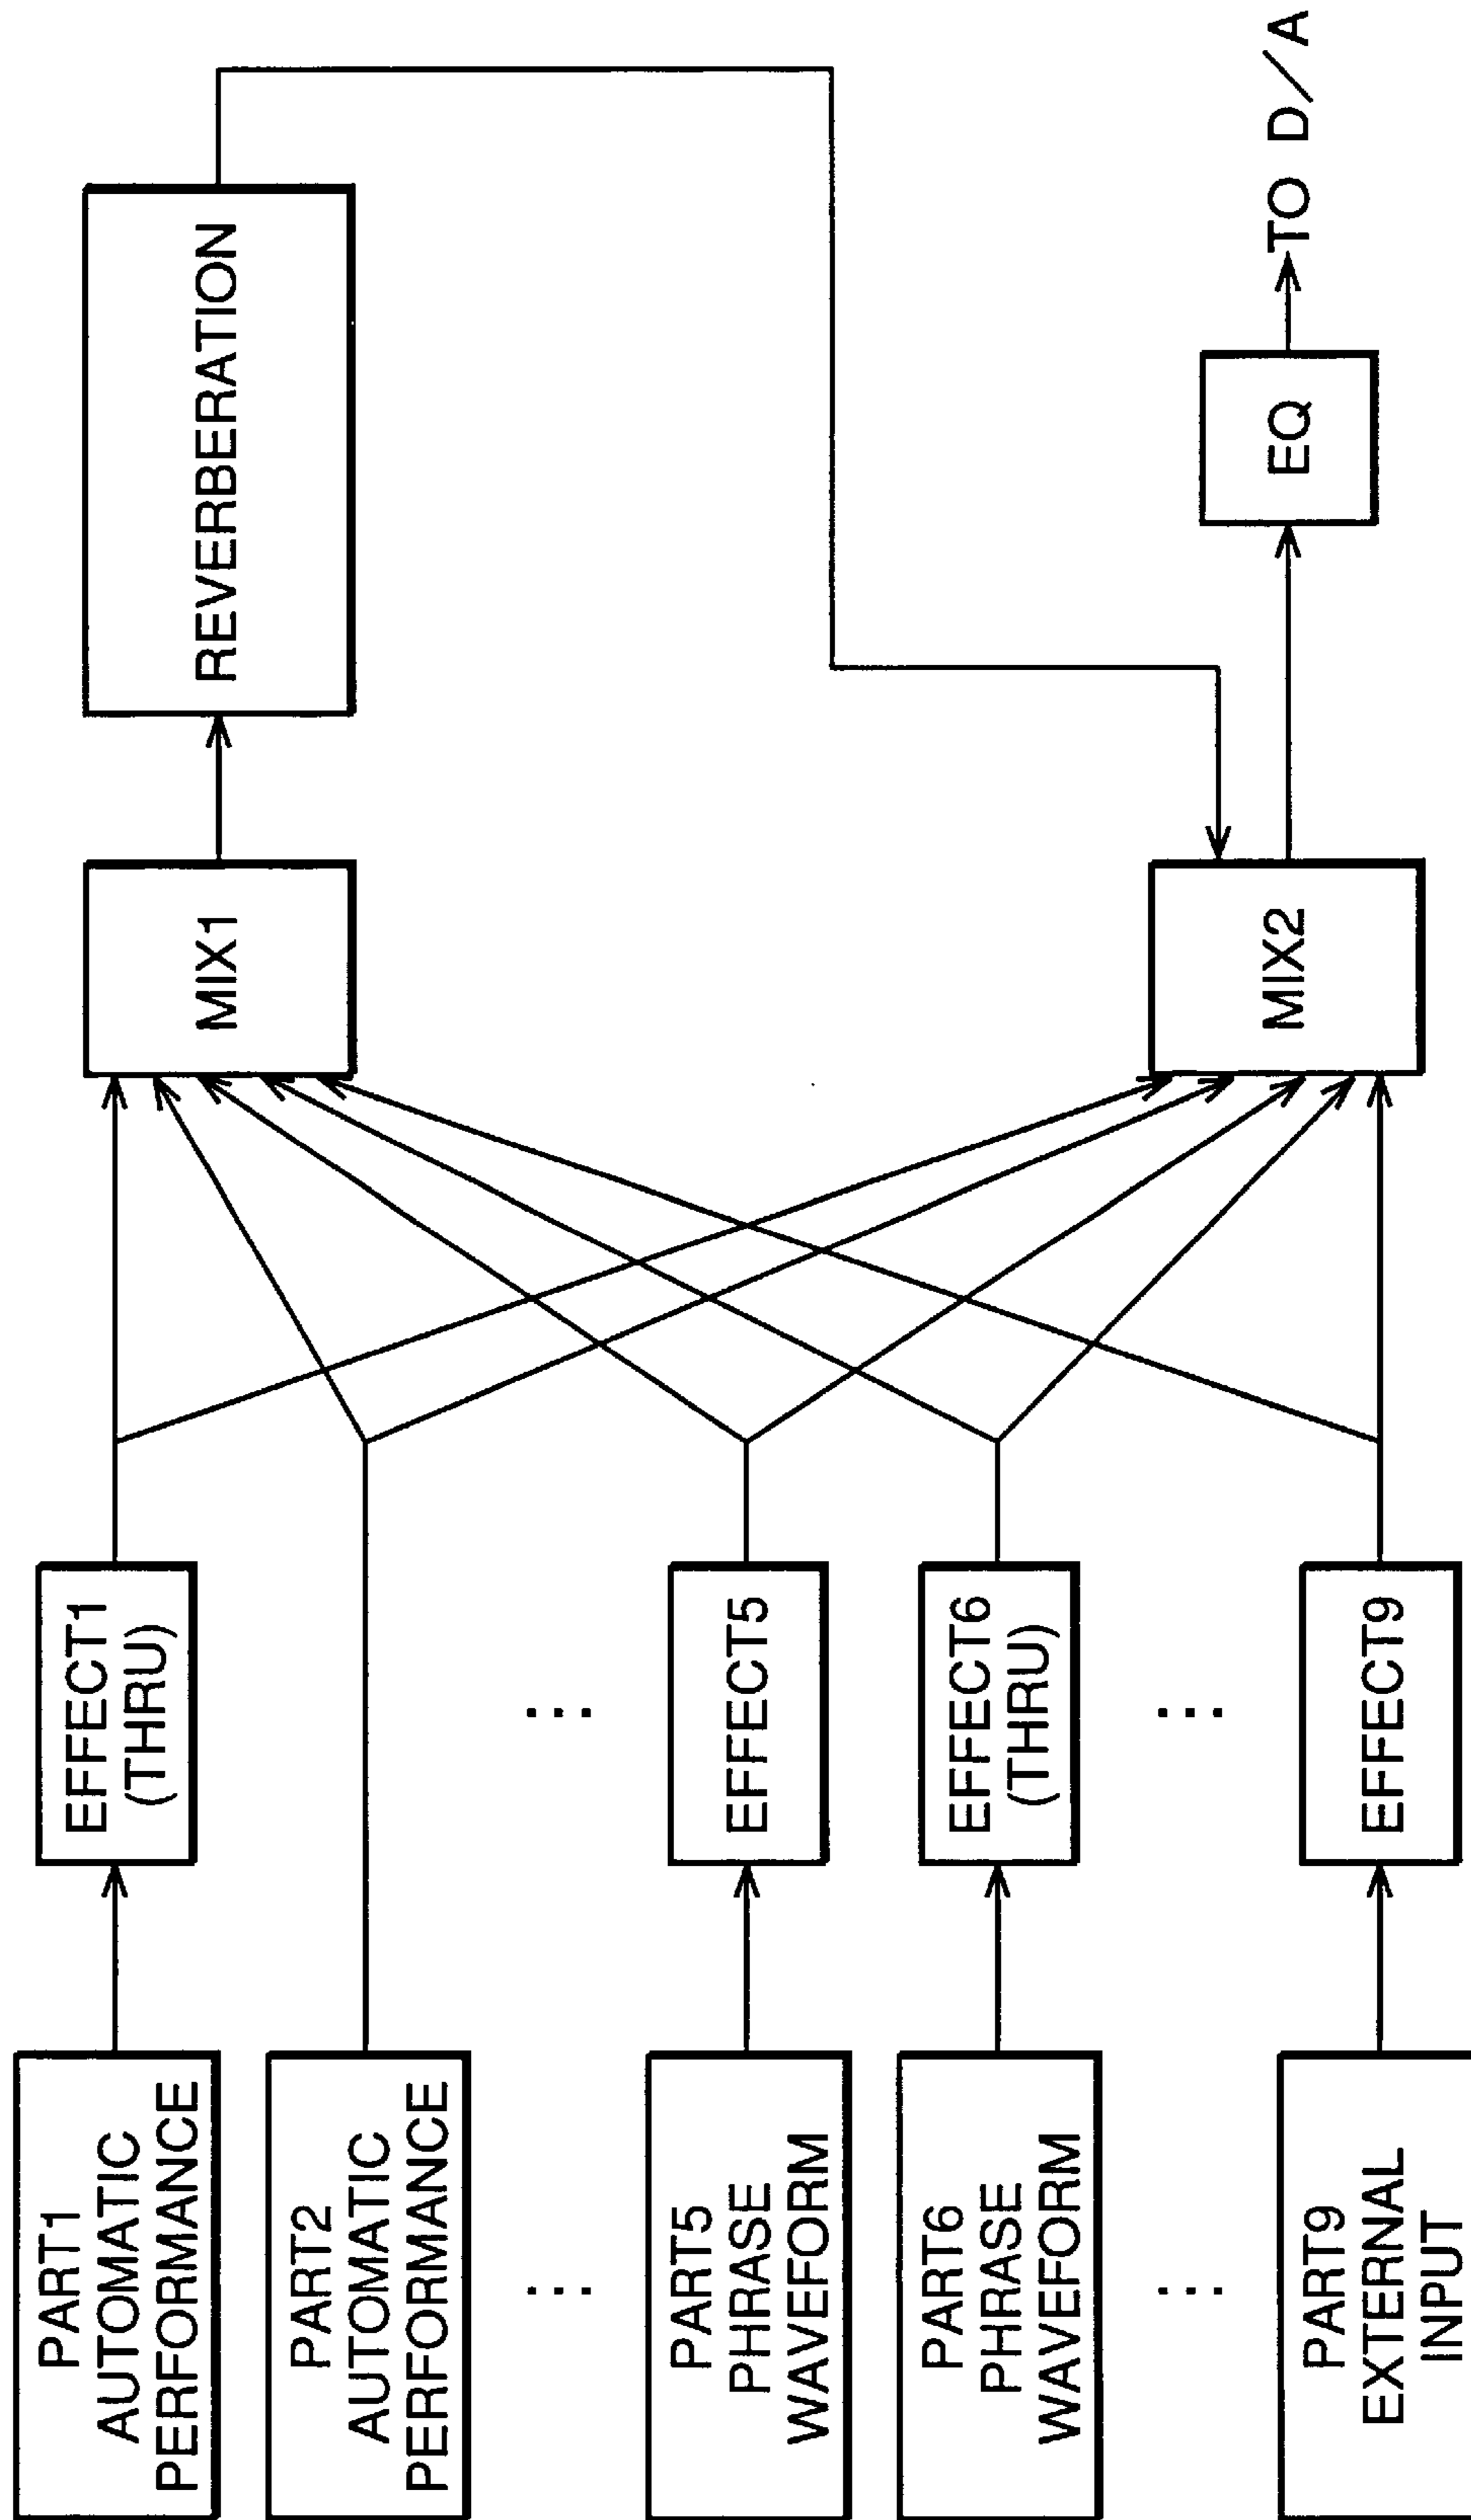 PART1
AUTOMATIC
PERFORMANCE
EFFECT1
(THRU)
MIX1
REVERBERATION
PART2
AUTOMATIC
PERFORMANCE
...
...
PART5
PHRASE
WAVEFORM
EFFECT5
PART6
PHRASE
WAVEFORM
EFFECT6
(THRU)
...
...
PART9
EXTERNAL
INPUT
EFFECT9
MIX2
EQ
TO D/A